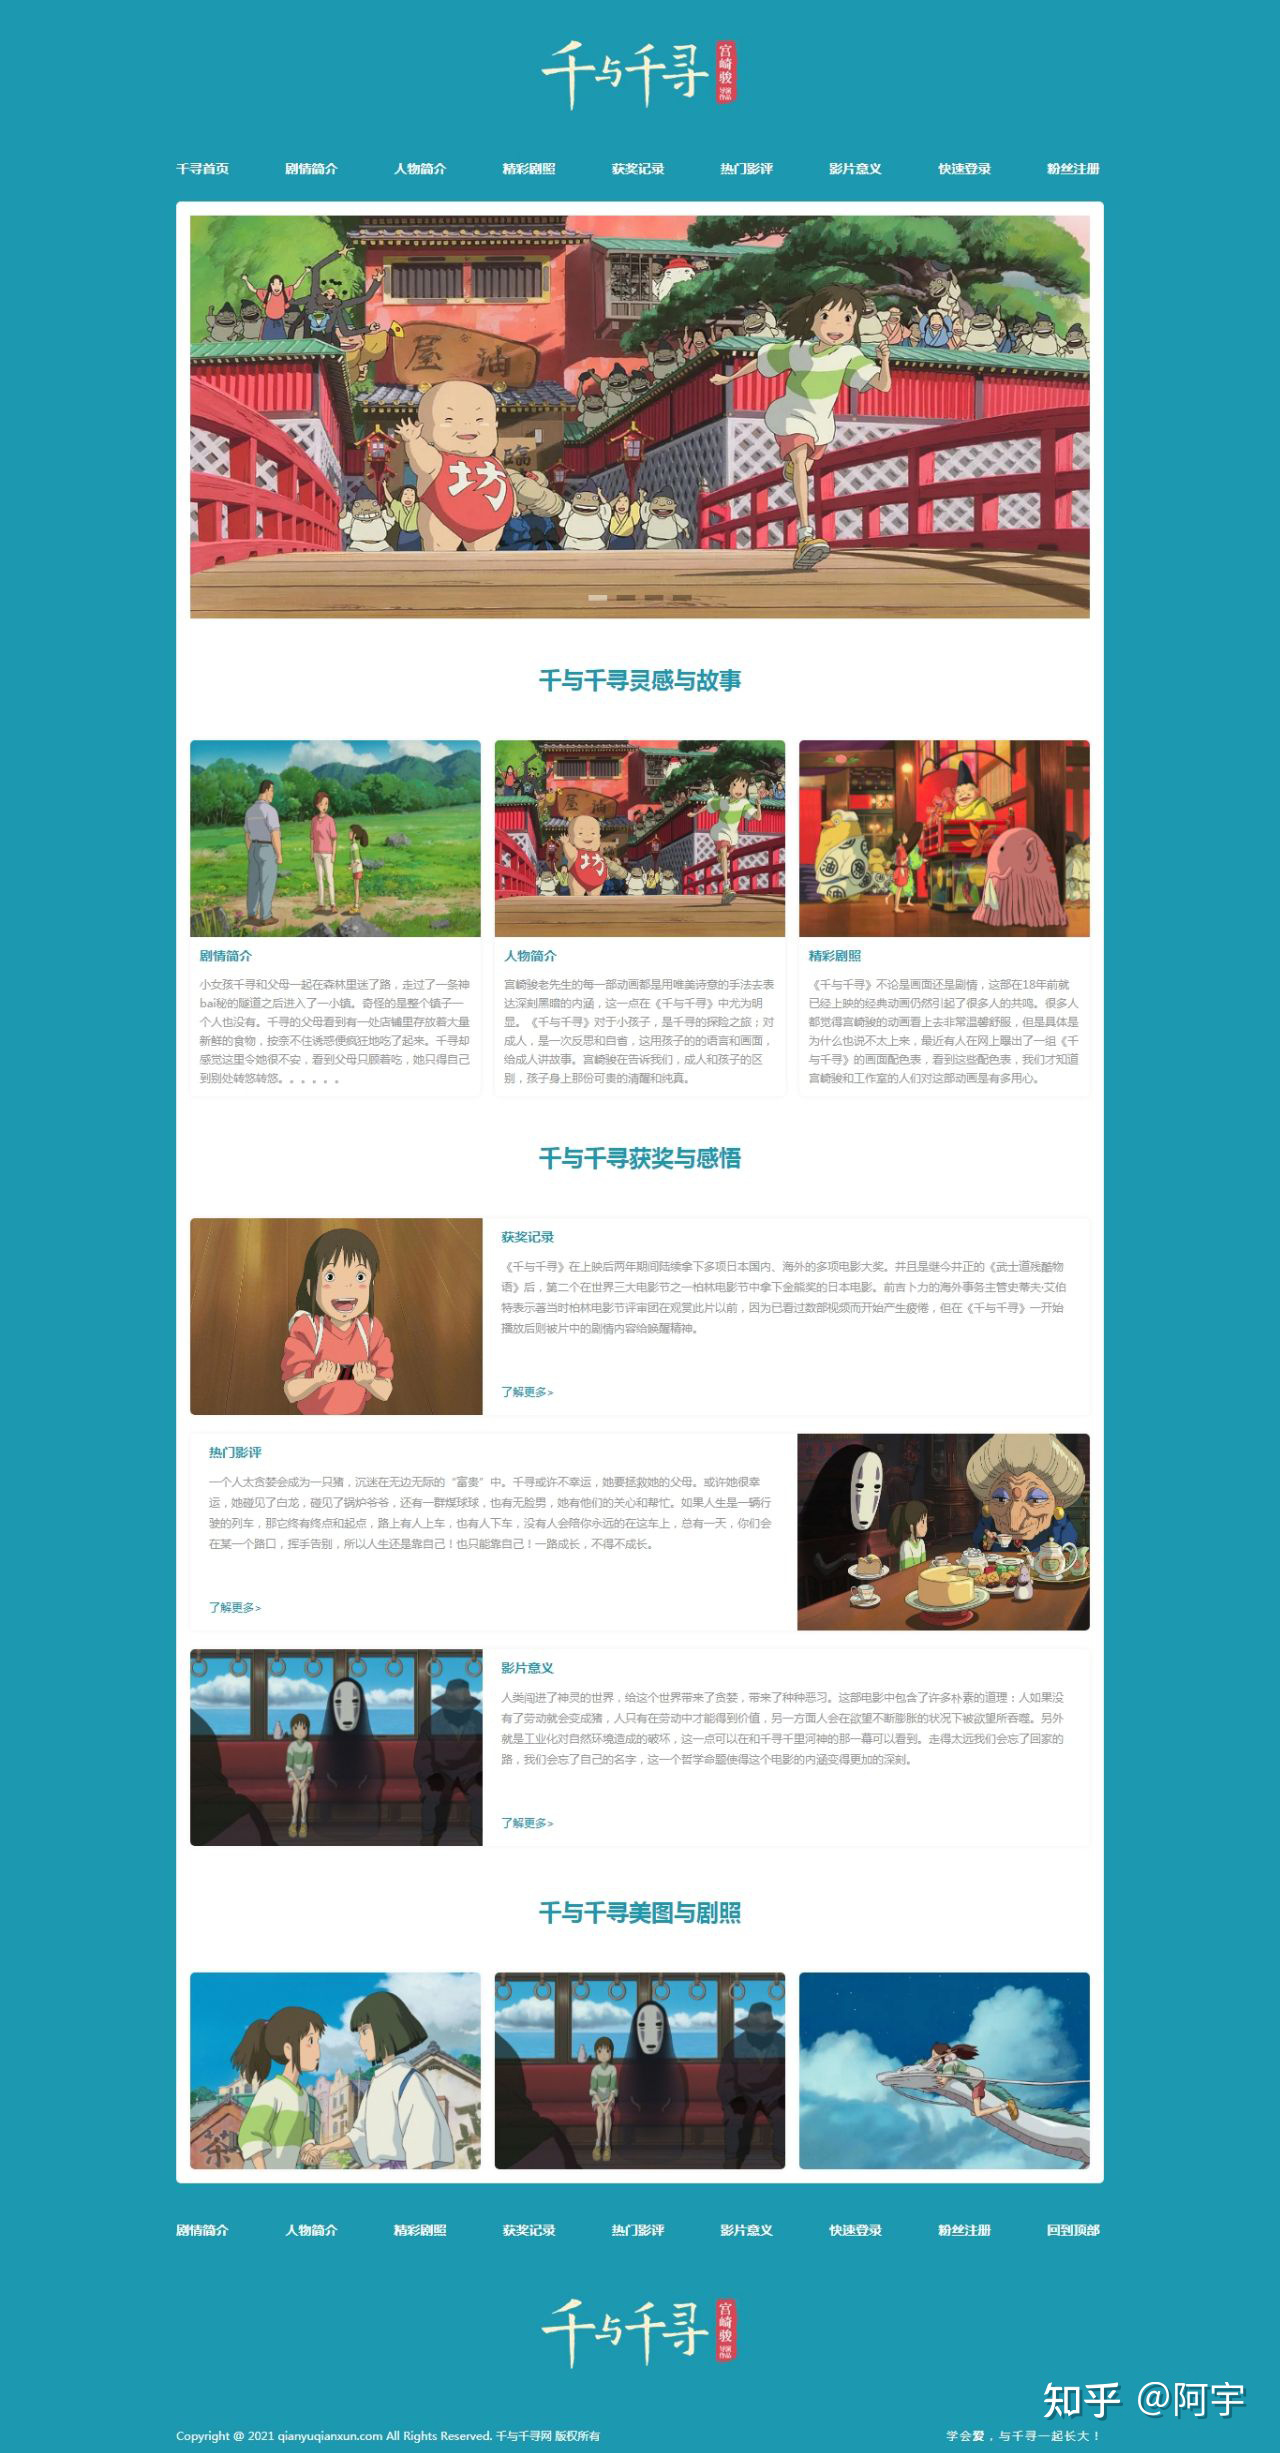 千与千寻
宫崎骏
千寻首页 剧情简介 人物简介 精彩剧照 获奖记录 热门影评 影片意义 快速登录 粉丝注册
屋 油
坊
千与千寻灵感与故事
剧情简介
小女孩千寻和父母一起在森林里迷了路，走过了一条神
bai秘的隧道之后进入了一小镇。奇怪的是整个镇子一
个人也没有。千寻的父母看到有一处店铺里存放着大量
新鲜的食物，按奈不住诱惑便疯狂地吃了起来。千寻却
感觉这里令她很不安，看到父母只顾着吃，她只得自己
到别处转悠转悠。。。。。。
人物简介
宫崎骏老先生的每一部动画都是用唯美诗意的手法去表
达深刻黑暗的内涵，这一点在《千与千寻》中尤为明
显。《千与千寻》对于小孩子，是千寻的探险之旅；对
成人，是一次反思和自省，这用孩子的的语言和画面，
给成人讲故事。宫崎骏在告诉我们，成人和孩子的区
别，孩子身上那份可贵的清醒和纯真。
精彩剧照
《千与千寻》不论是画面还是剧情，这部在18年前就
已经上映的经典动画仍然引起了很多人的共鸣。很多人
都觉得宫崎骏的动画看上去非常温馨舒服，但是具体是
为什么也说不太上来，最近有人在网上曝出了一组《千
与千寻》的画面配色表，看到这些配色表，我们才知道
宫崎骏和工作室的人们对这部动画是有多用心。
千与千寻获奖与感悟
获奖记录
《千与千寻》在上映后两年期间陆续拿下多项日本国内、海外的多项电影大奖。并且是继今井正的《武士道残酷物
语》后，第二个在世界三大电影节之一柏林电影节中拿下金熊奖的日本电影。前吉卜力的海外事务主管史蒂夫·艾伯
特表示著当时柏林电影节评审团在观赏此片以前，因为已看过数部视频而开始产生疲倦，但在《千与千寻》一开始
播放后则被片中的剧情内容给唤醒精神。
了解更多>
热门影评
一个人太贪婪会成为一只猪，沉迷在无边无际的“富贵”中。千寻或许不幸运，她要拯救她的父母。或许她很幸
运，她碰见了白龙，碰见了锅炉爷爷，还有一群煤球球，也有无脸男，她有他们的关心和帮忙。如果人生是一辆行
驶的列车，那它终有终点和起点，路上有人上车，也有人下车，没有人会陪你永远的在这车上，总有一天，你们会
在某一个路口，挥手告别，所以人生还是靠自己！也只能靠自己！一路成长，不得不成长。
了解更多>
影片意义
人类闯进了神灵的世界，给这个世界带来了贪婪，带来了种种恶习。这部电影中包含了许多朴素的道理：人如果没
有了劳动就会变成猪，人只有在劳动中才能得到价值，另一方面人会在欲望不断膨胀的状况下被欲望所吞噬。另外
就是工业化对自然环境造成的破坏，这一点可以在和千寻千里河神的那一幕可以看到。走得太远我们会忘了回家的
路，我们会忘了自己的名字，这一个哲学命题使得这个电影的内涵变得更加的深刻。
了解更多>
千与千寻美图与剧照
剧情简介 人物简介 精彩剧照 获奖记录 热门影评 影片意义 快速登录 粉丝注册 回到顶部
千与千寻
宫崎骏
知乎 @阿宇
Copyright @ 2021 qianyuqianxun.com All Rights Reserved. 千与千寻网 版权所有
学会爱，与千寻一起长大！